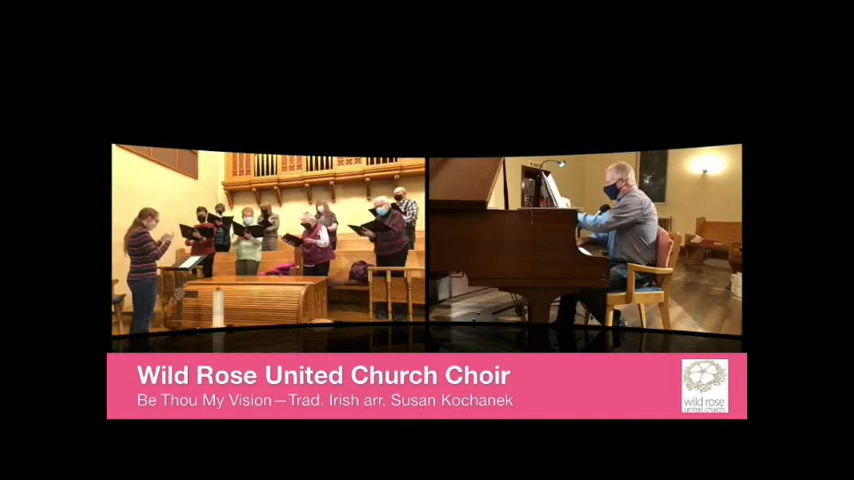 Wild Rose United Church Choir
Be Thou My Vision—Trad. Irish arr. Susan Kochanek
wild rose
united church